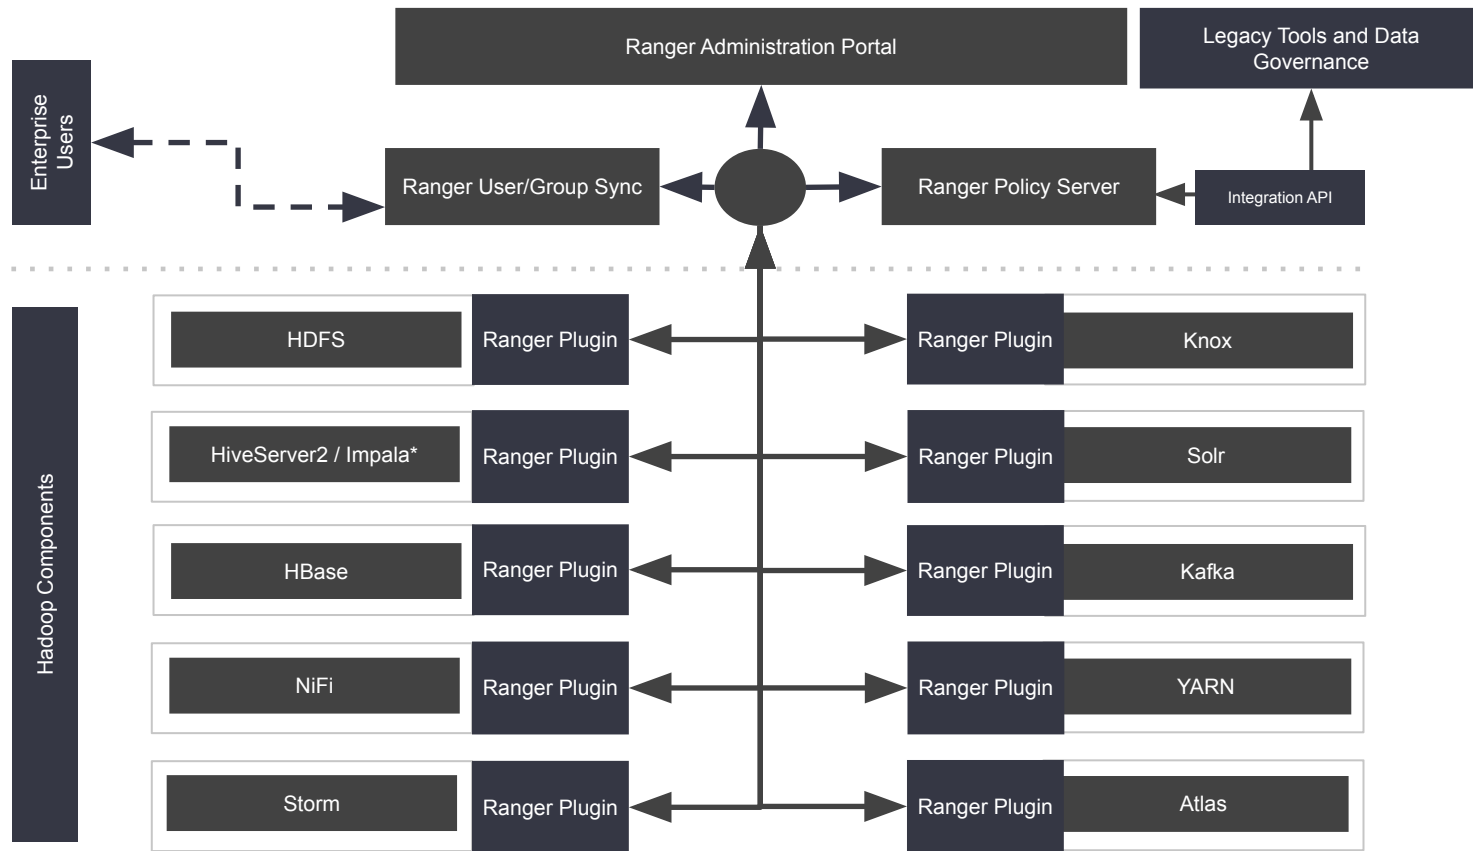 Ranger Administration Portal
Legacy Tools and Data
Governance
Enterprise
Users
Ranger User/Group Sync
Ranger Policy Server
Integration API
Hadoop Components
HDFS
Ranger Plugin
Ranger Plugin
Knox
HiveServer2 / Impala*
Ranger Plugin
Ranger Plugin
Solr
HBase
Ranger Plugin
Ranger Plugin
Kafka
NiFi
Ranger Plugin
Ranger Plugin
YARN
Storm
Ranger Plugin
Ranger Plugin
Atlas